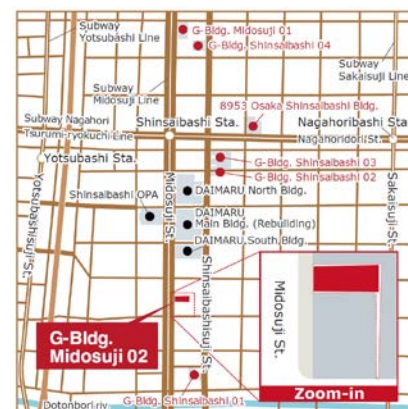 Subway
Yotsubashi Line
G-Bldg. Midosuji 01
G-Bldg. Shinsaibashi 04
Subway
Midosuji Line
Subway
Sakaisuji Line
8953 Osaka Shinsaibashi Bldg.
Subway Nagahori
Tsurumi-ryokuchi Line
Shinsaibashi Sta.
Nagahoribashi Sta.
Nagahoridori St.
Yotsubashi Sta.
G-Bldg. Shinsaibashi 03
G-Bldg. Shinsaibashi 02
Shinsaibashi OPA
DAIMARU North Bldg.
DAIMARU
Main Bldg. (Rebuilding)
DAIMARU South Bldg.
Yotsubashisuji St.
Midosuji St.
Shinsaibashisuji St.
Sakaisuji St.
G-Bldg.
Midosuji 02
Midosuji St.
Zoom-in
G-Bldg. Shinsaibashi 01
Dotonbori riv